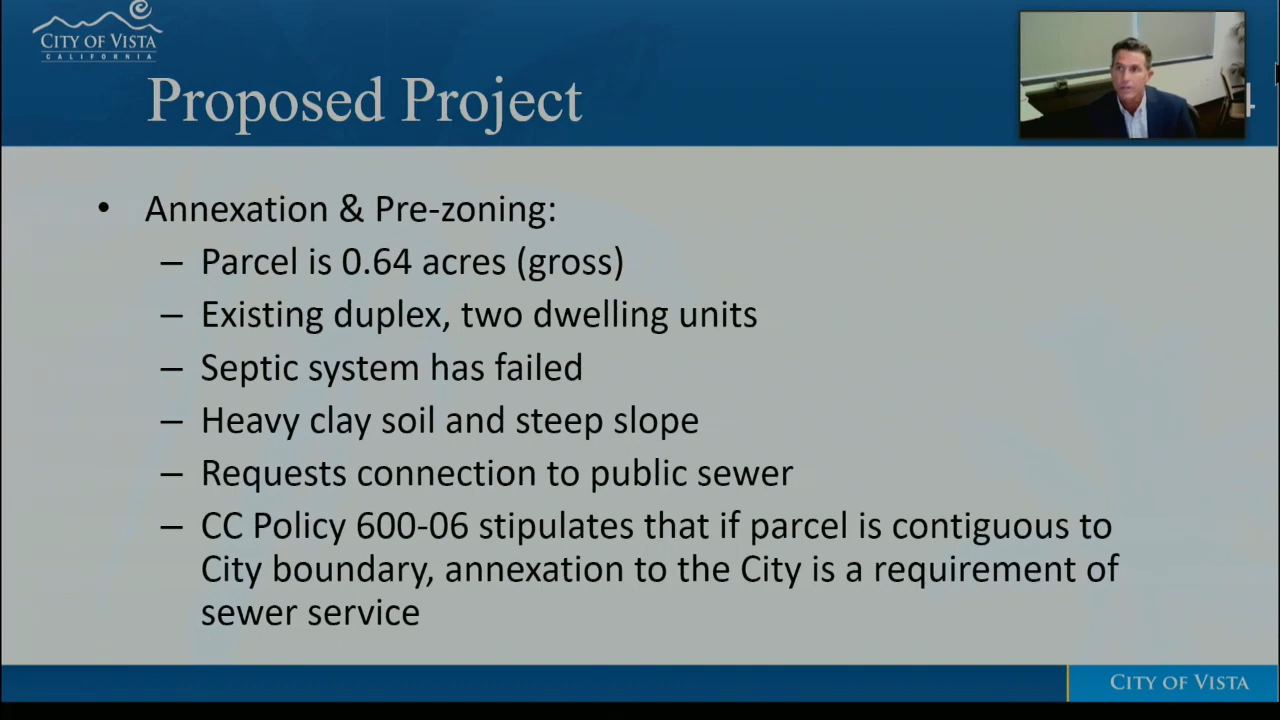 CITY OF VISTA
CALIFORNIA
Proposed Project
4
• Annexation & Pre-zoning:
– Parcel is 0.64 acres (gross)
– Existing duplex, two dwelling units
– Septic system has failed
– Heavy clay soil and steep slope
– Requests connection to public sewer
– CC Policy 600-06 stipulates that if parcel is contiguous to
City boundary, annexation to the City is a requirement of
sewer service
CITY OF VISTA